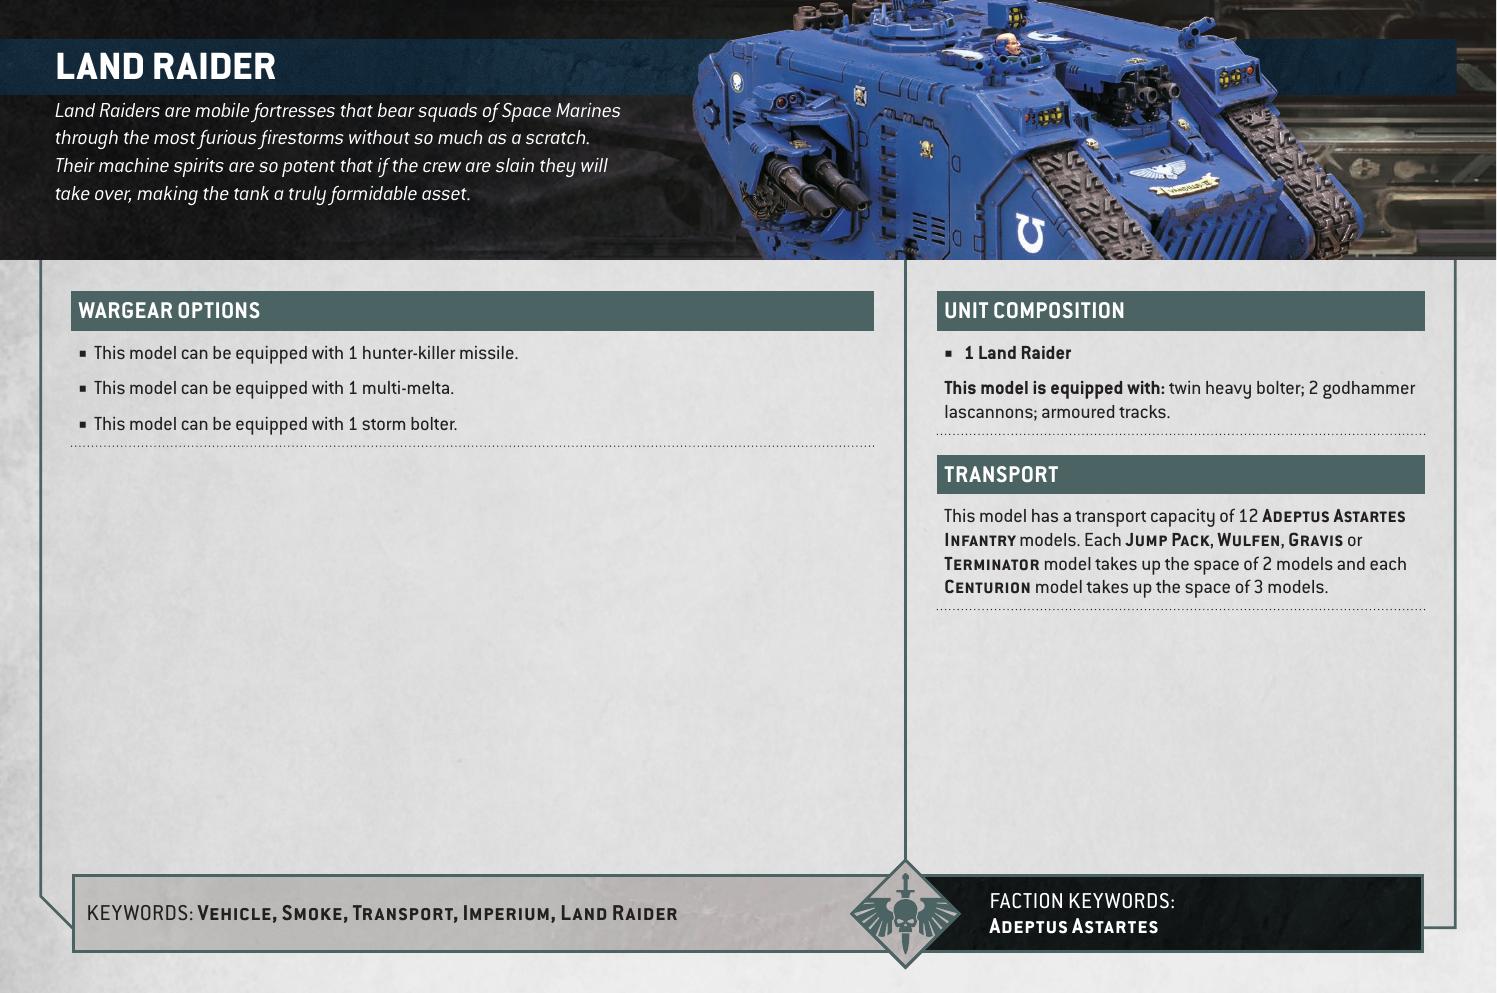 LAND RAIDER
Land Raiders are mobile fortresses that bear squads of Space Marines
through the most furious firestorms without so much as a scratch.
Their machine spirits are so potent that if the crew are slain they will
take over, making the tank a truly formidable asset.
WARGEAR OPTIONS
▪ This model can be equipped with 1 hunter-killer missile.
▪ This model can be equipped with 1 multi-melta.
▪ This model can be equipped with 1 storm bolter.
UNIT COMPOSITION
▪ 1 Land Raider
This model is equipped with: twin heavy bolter; 2 godhammer
lascannons; armoured tracks.
TRANSPORT
This model has a transport capacity of 12 ADEPTUS ASTARTES
INFANTRY models. Each JUMP PACK, WULFEN, GRAVIS or
TERMINATOR model takes up the space of 2 models and each
CENTURION model takes up the space of 3 models.
KEYWORDS: VEHICLE, SMOKE, TRANSPORT, IMPERIUM, LAND RAIDER
FACTION KEYWORDS:
ADEPTUS ASTARTES